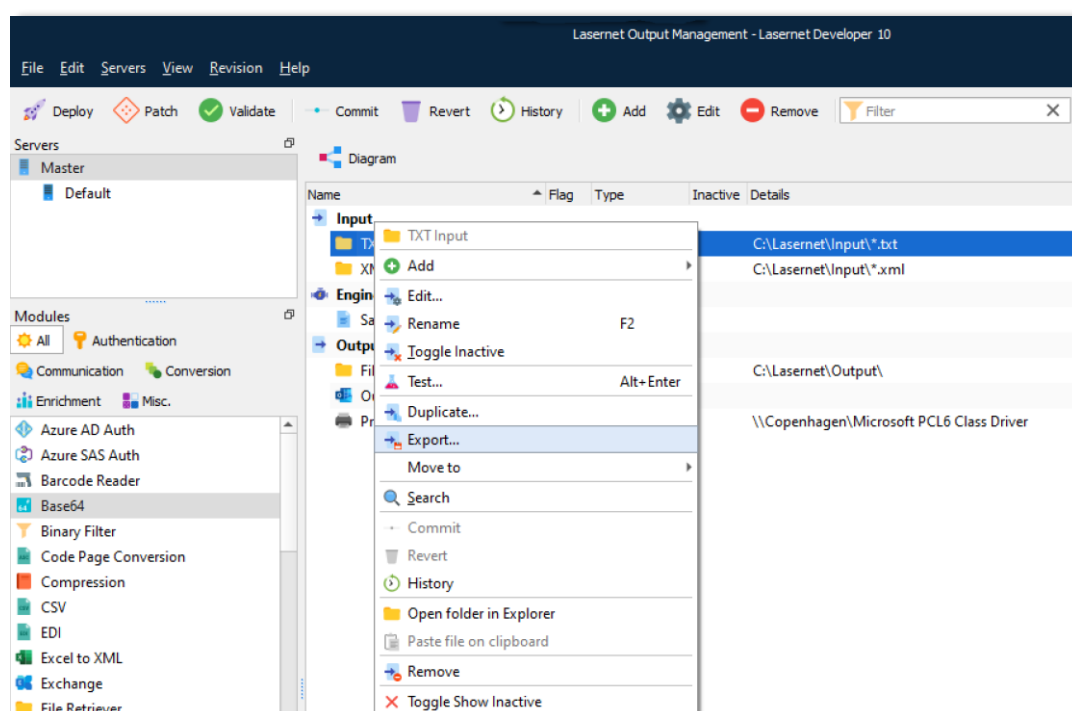 Lasernet Output Management - Lasernet Developer 10
File Edit Servers View Revision Help
Deploy Patch Validate Commit Revert History Add Edit Remove Filter
Servers
Master
Default
Diagram
Name Flag Type Inactive Details
Input
TXT Input
C:\Lasernet\Input\*.txt
Add
C:\Lasernet\Input\*.xml
Edit...
Rename F2
Toggle Inactive
Test... Alt+Enter
C:\Lasernet\Output\
Duplicate...
\\Copenhagen\Microsoft PCL6 Class Driver
Export...
Move to
Search
Commit
Revert
History
Open folder in Explorer
Paste file on clipboard
Remove
Toggle Show Inactive
Modules
All Authentication
Communication Conversion
Enrichment Misc.
Azure AD Auth
Azure SAS Auth
Barcode Reader
Base64
Binary Filter
Code Page Conversion
Compression
CSV
EDI
Excel to XML
Exchange
File Retriever